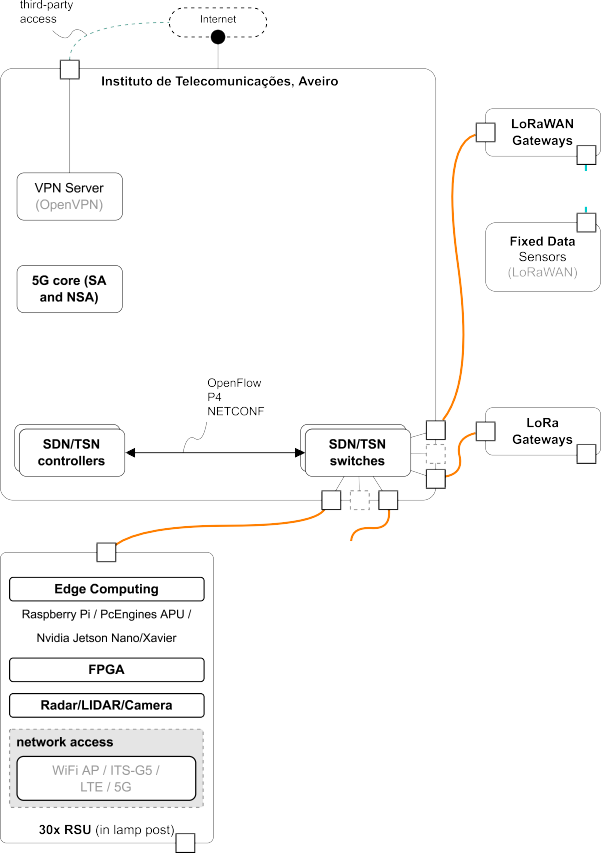 third-party
access
Internet
Instituto de Telecomunicações, Aveiro
LoRaWAN
Gateways
VPN Server
(OpenVPN)
Fixed Data
Sensors
(LoRaWAN)
5G core (SA
and NSA)
OpenFlow
P4
NETCONF
SDN/TSN
controllers
SDN/TSN
switches
LoRa
Gateways
Edge Computing
Raspberry Pi / PcEngines APU /
Nvidia Jetson Nano/Xavier
FPGA
Radar/LIDAR/Camera
network access
WiFi AP / ITS-G5 /
LTE / 5G
30x RSU (in lamp post)